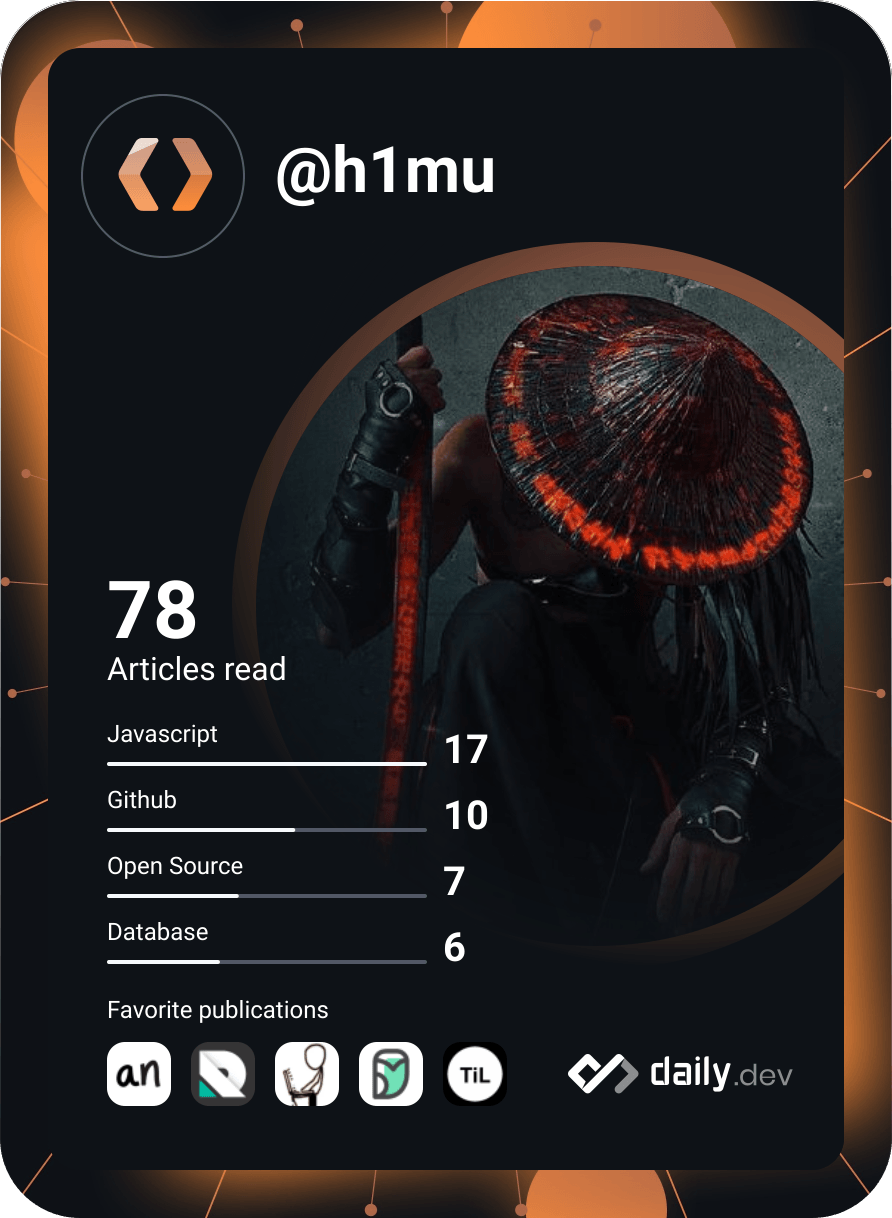 @h1mu
78
Articles read
Javascript
17
Github
10
Open Source
7
Database
6
Favorite publications
an
TiL
daily.dev